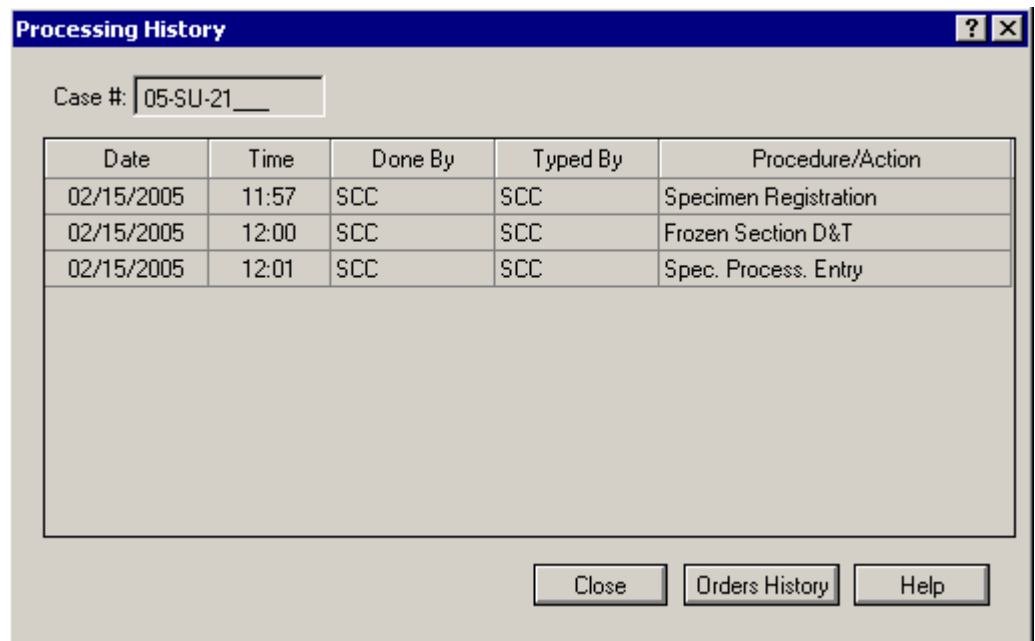 Processing History
Case #: 05-SU-21___
Date Time Done By Typed By Procedure/Action
02/15/2005 11:57 SCC SCC Specimen Registration
02/15/2005 12:00 SCC SCC Frozen Section D&T
02/15/2005 12:01 SCC SCC Spec. Process. Entry
Close Orders History Help